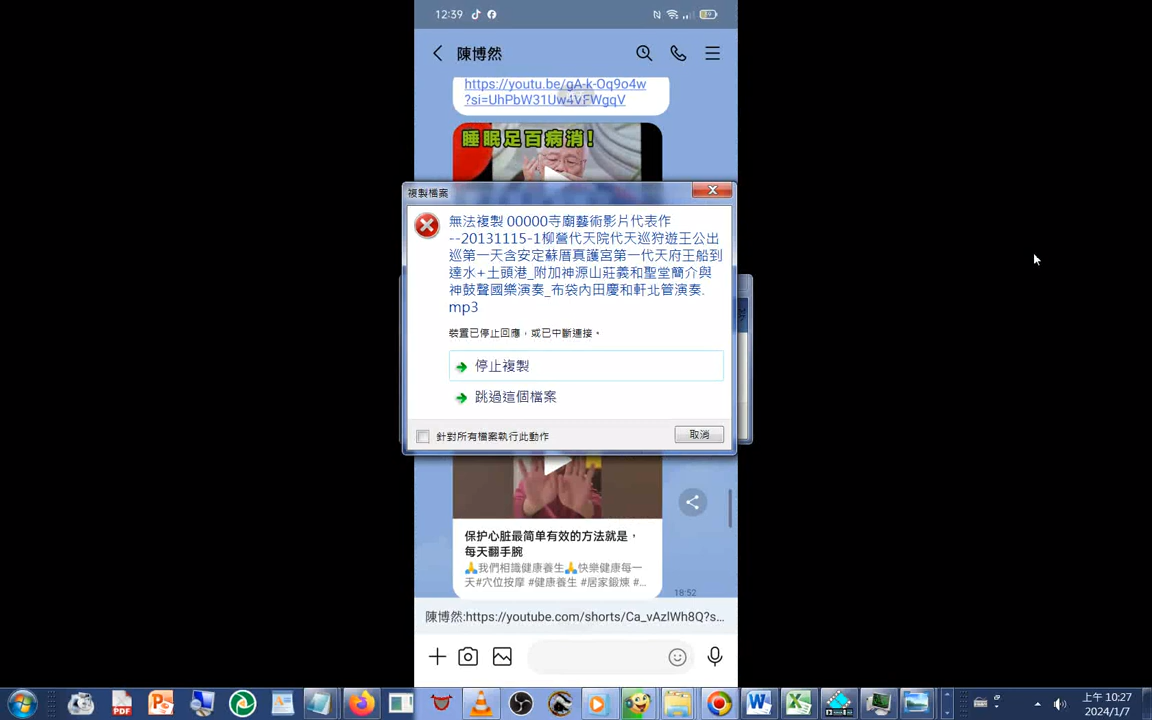 12:39
陳博然
https://youtu.be/gA-k-Oq9o4w
?si=UhPbW31Uw4VFWgqV
睡眠足百病消!
複製檔案
無法複製 00000寺廟藝術影片代表作
--20131115-1柳營代天院代天巡狩遊王公出
巡第一天含安定蘇厝真護宮第一代天府王船到
達水+土頭港_附加神源山莊義和聖堂簡介與
神鼓聲國樂演奏_布袋內田慶和軒北管演奏.
mp3
裝置已停止回應，或已中斷連接。
停止複製
跳過這個檔案
針對所有檔案執行此動作
取消
保护心脏最简单有效的方法就是，
每天翻手腕
🙏我們相識健康養生🙏快樂健康每一
天#穴位按摩 #健康養生 #居家鍛煉 #...
18:52
陳博然:https://youtube.com/shorts/Ca_vAzlWh8Q?s...
PDF
上午 10:27
2024/1/7